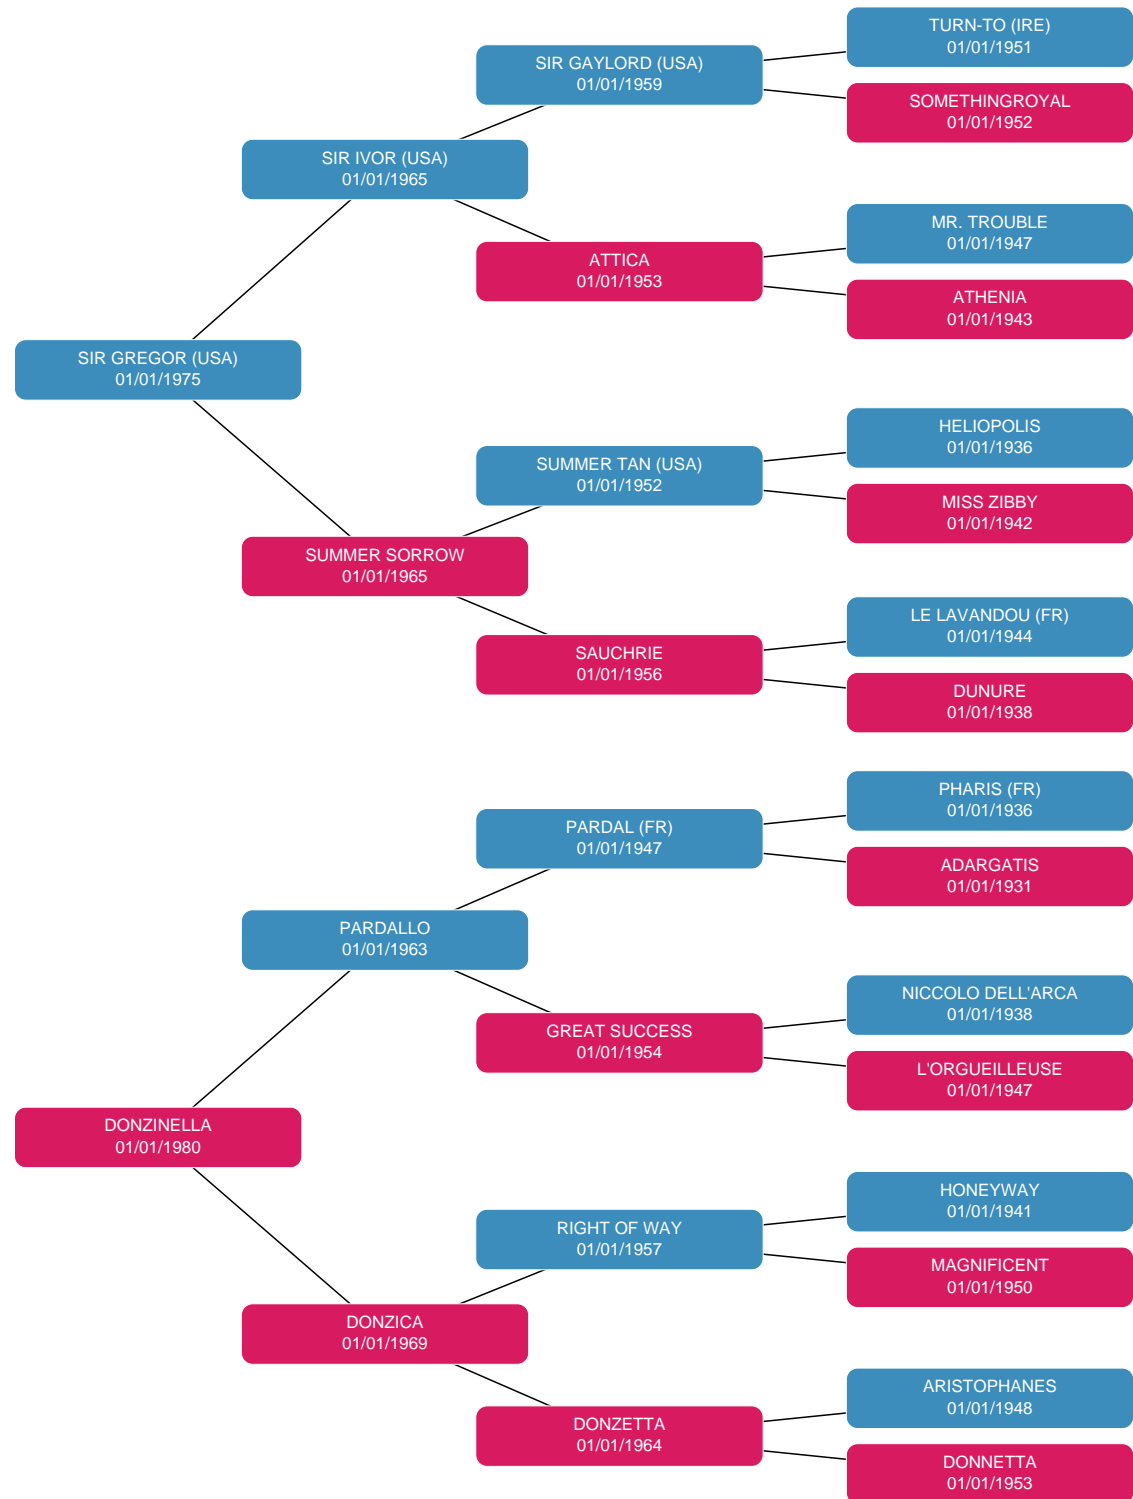 TURN-TO (IRE)
01/01/1951
SIR GAYLORD (USA)
01/01/1959
SOMETHINGROYAL
01/01/1952
SIR IVOR (USA)
01/01/1965
MR. TROUBLE
01/01/1947
ATTICA
01/01/1953
ATHENIA
01/01/1943
SIR GREGOR (USA)
01/01/1975
HELIOPOLIS
01/01/1936
SUMMER TAN (USA)
01/01/1952
MISS ZIBBY
01/01/1942
SUMMER SORROW
01/01/1965
LE LAVANDOU (FR)
01/01/1944
SAUCHRIE
01/01/1956
DUNURE
01/01/1938
PHARIS (FR)
01/01/1936
PARDAL (FR)
01/01/1947
ADARGATIS
01/01/1931
PARDALLO
01/01/1963
NICCOLO DELL'ARCA
01/01/1938
GREAT SUCCESS
01/01/1954
L'ORGUEILLEUSE
01/01/1947
DONZINELLA
01/01/1980
HONEYWAY
01/01/1941
RIGHT OF WAY
01/01/1957
MAGNIFICENT
01/01/1950
DONZICA
01/01/1969
ARISTOPHANES
01/01/1948
DONZETTA
01/01/1964
DONNETTA
01/01/1953